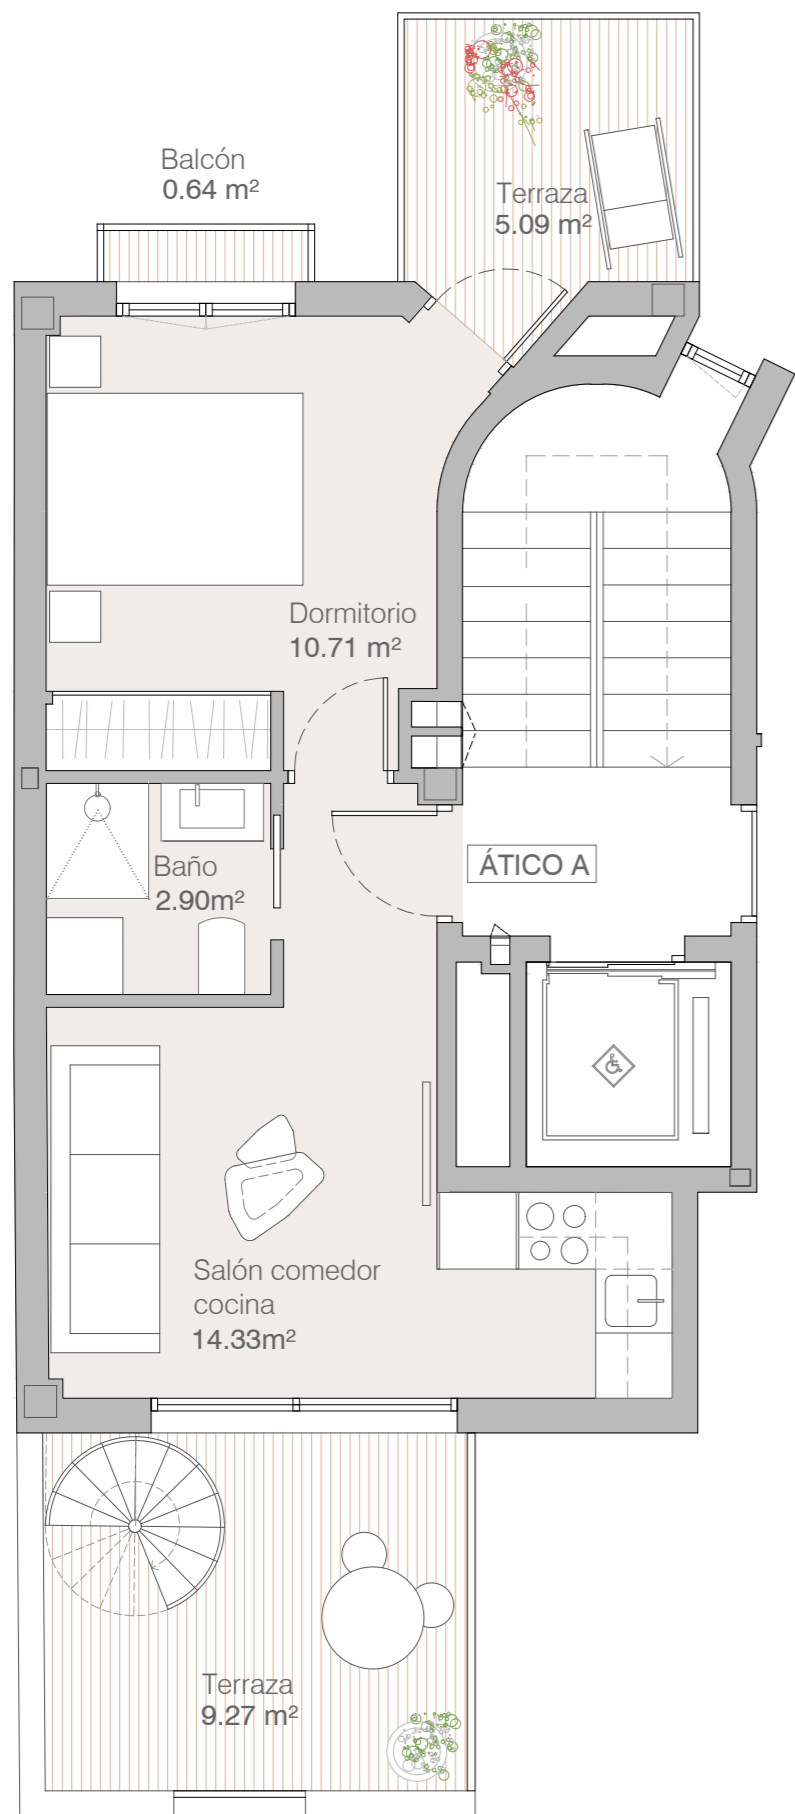 Balcón
0.64 m²
Terraza
5.09 m²
Dormitorio
10.71 m²
Baño
2.90m²
ÁTICO A
Salón comedor
cocina
14.33m²
Terraza
9.27 m²